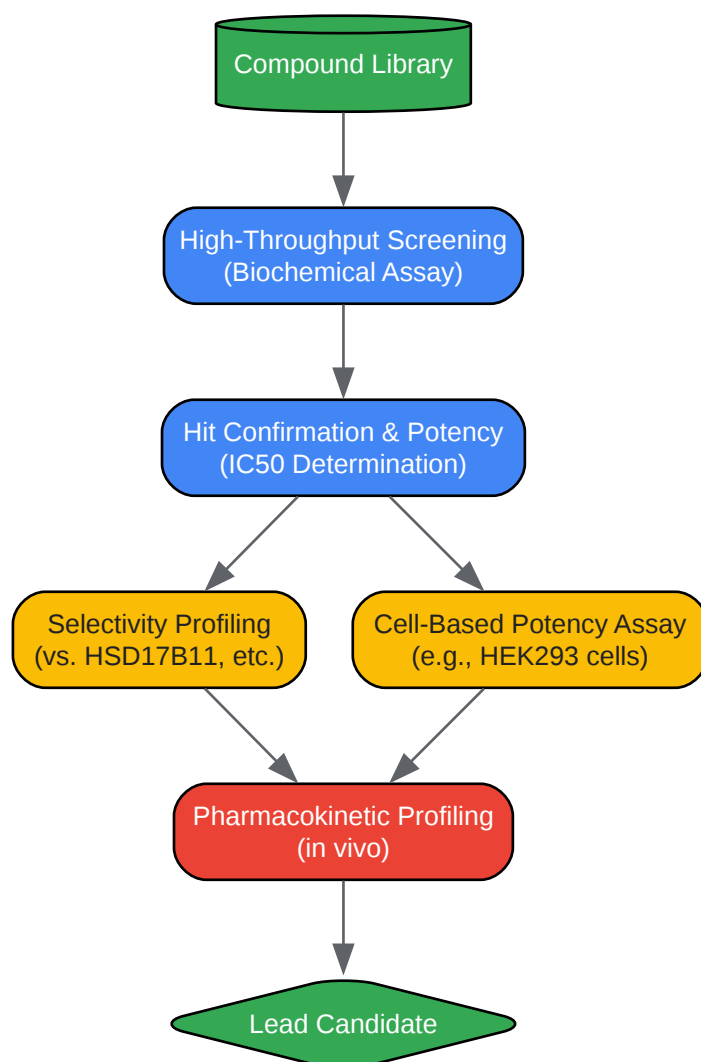 Compound Library
High-Throughput Screening
(Biochemical Assay)
Hit Confirmation & Potency
(IC50 Determination)
Selectivity Profiling
(vs. HSD17B11, etc.)
Cell-Based Potency Assay
(e.g., HEK293 cells)
Pharmacokinetic Profiling
(in vivo)
Lead Candidate